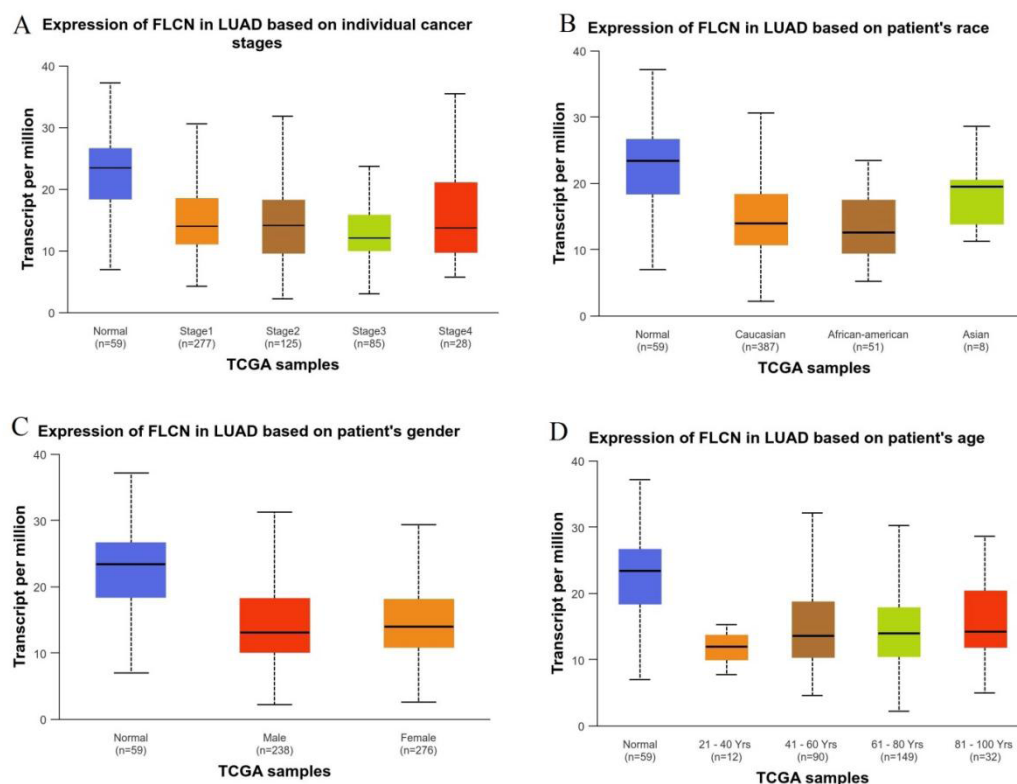 A
Expression of FLCN in LUAD based on individual cancer
stages
Transcript per million
40
30
20
10
0
Normal Stage1 Stage2 Stage3 Stage4
(n=59) (n=277) (n=125) (n=85) (n=28)
TCGA samples
B
Expression of FLCN in LUAD based on patient's race
Transcript per million
40
30
20
10
0
Normal Caucasian African-american Asian
(n=59) (n=387) (n=51) (n=8)
TCGA samples
C
Expression of FLCN in LUAD based on patient's gender
Transcript per million
40
30
20
10
0
Normal Male Female
(n=59) (n=238) (n=276)
TCGA samples
D
Expression of FLCN in LUAD based on patient's age
Transcript per million
40
30
20
10
0
Normal 21 - 40 Yrs 41 - 60 Yrs 61 - 80 Yrs 81 - 100 Yrs
(n=59) (n=12) (n=90) (n=149) (n=32)
TCGA samples